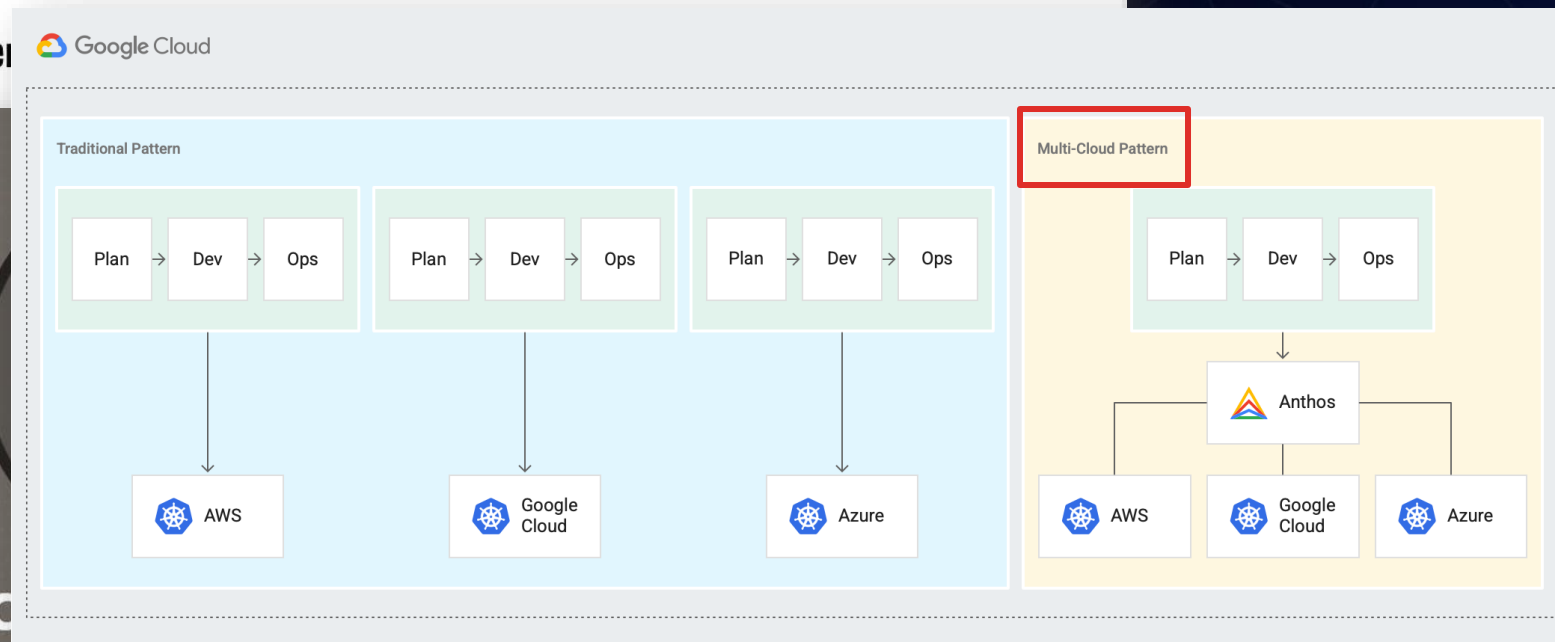 Google Cloud
Traditional Pattern
Plan
Dev
Ops
Plan
Dev
Ops
Plan
Dev
Ops
AWS
Google
Cloud
Azure
Multi-Cloud Pattern
Plan
Dev
Ops
Anthos
AWS
Google
Cloud
Azure